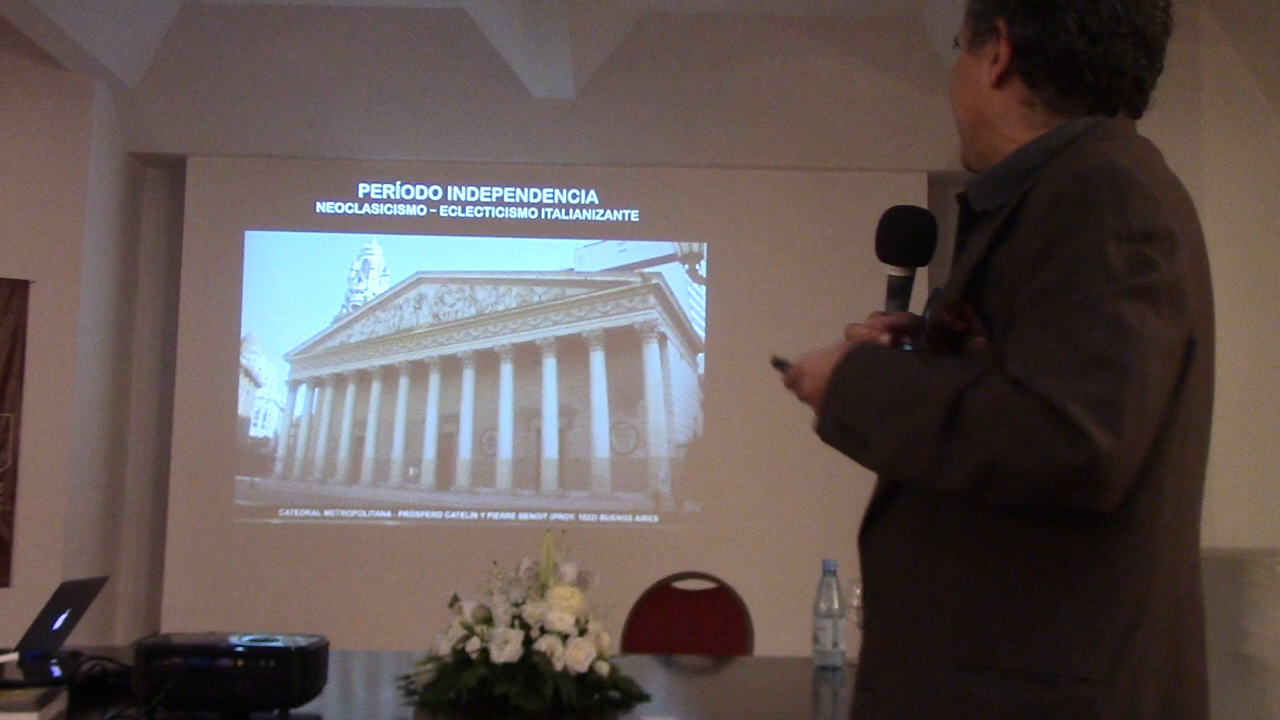 PERÍODO INDEPENDENCIA
NEOCLASICISMO – ECLECTICISMO ITALIANIZANTE
CATEDRAL METROPOLITANA - PRÓSPERO CATELIN Y PIERRE BENOIT (PROY. 1822) BUENOS AIRES